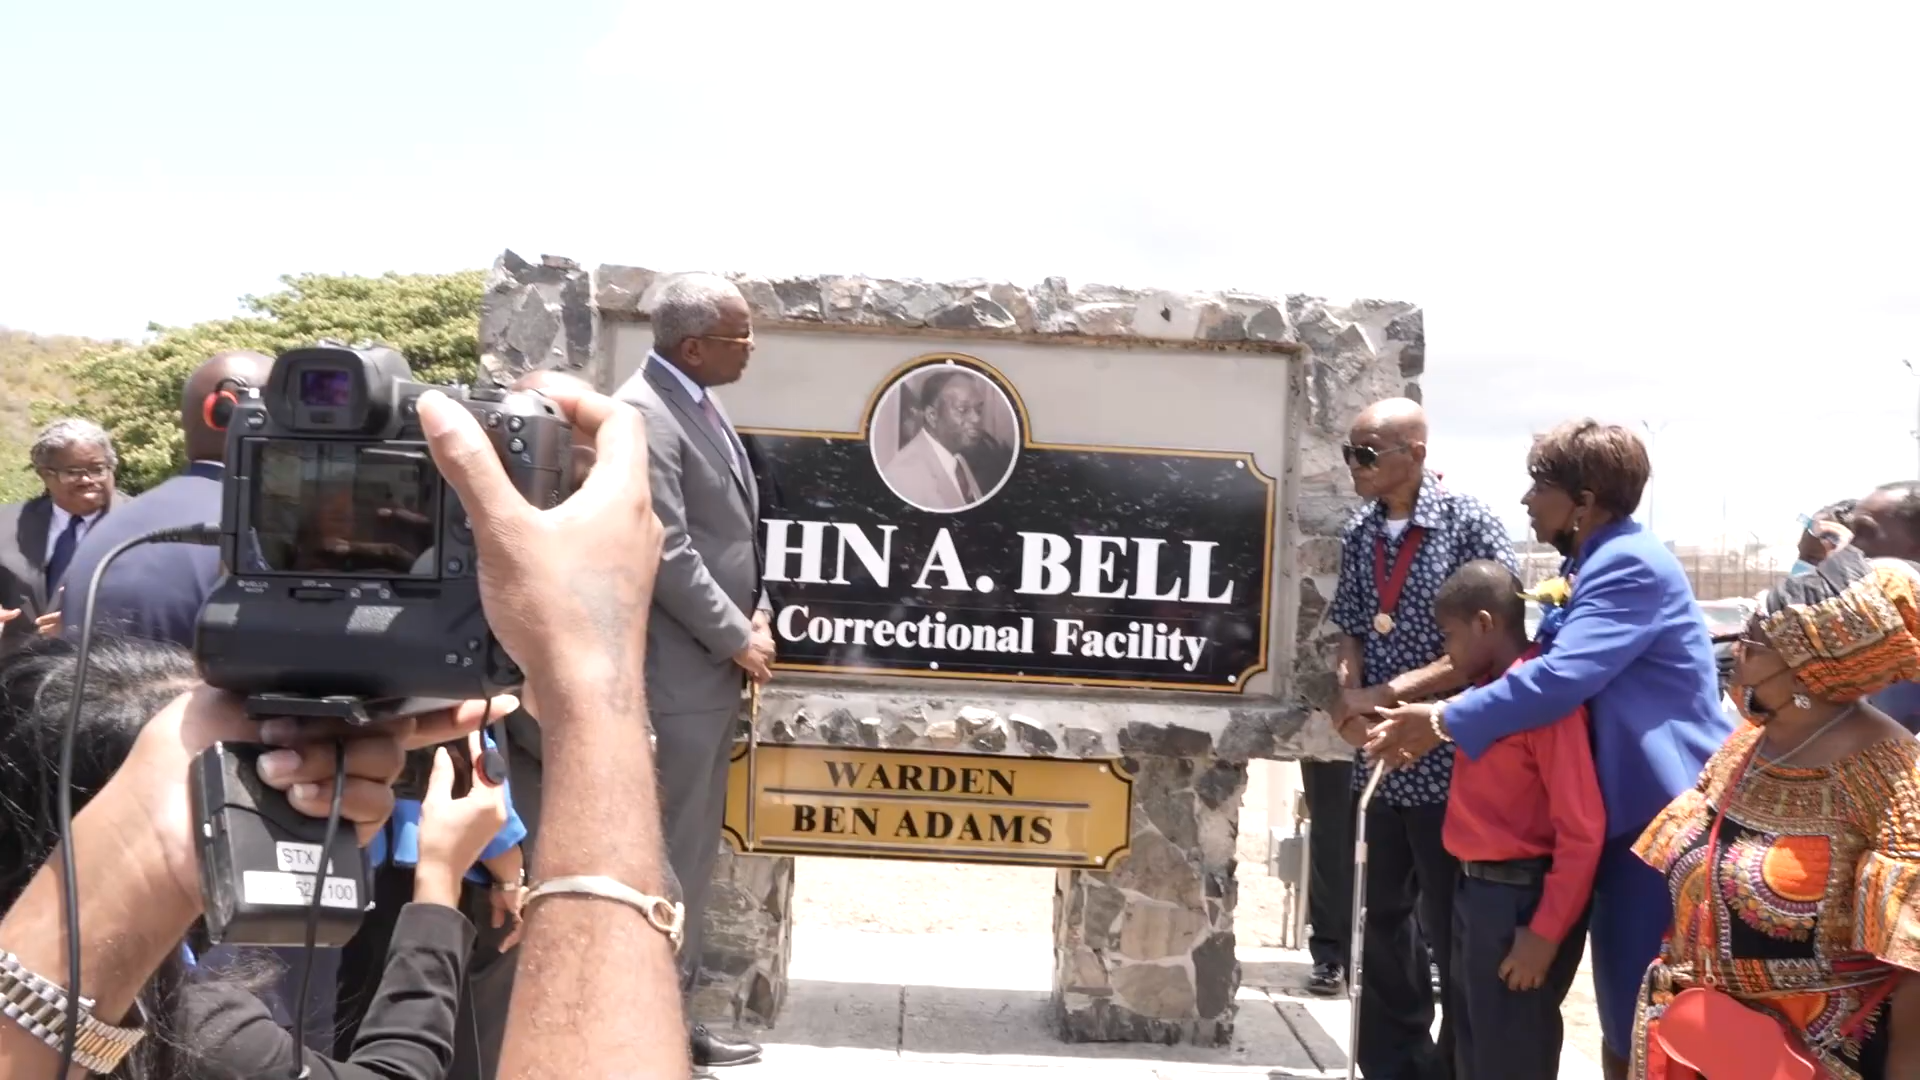 HN A. BELL
Correctional Facility
WARDEN
BEN ADAMS
STX